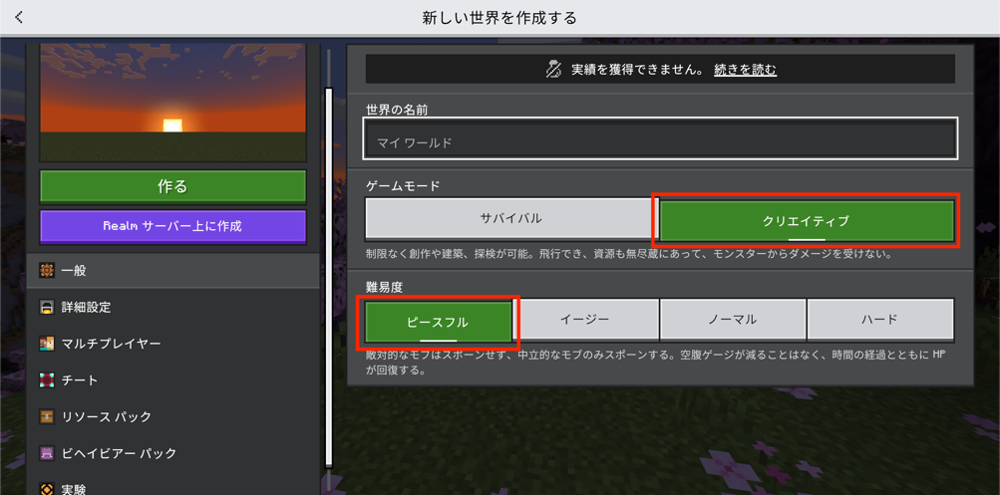 新しい世界を作成する
作る
Realm サーバー上に作成
一般
詳細設定
マルチプレイヤー
チート
リソース パック
ビヘイビアー パック
実験
実績を獲得できません。 続きを読む
世界の名前
マイ ワールド
ゲームモード
サバイバル
クリエイティブ
制限なく創作や建築、探検が可能。飛行でき、資源も無尽蔵にあって、モンスターからダメージを受けない。
難易度
ピースフル
イージー
ノーマル
ハード
敵対的なモブはスポーンせず、中立的なモブのみスポーンする。空腹ゲージが減ることはなく、時間の経過とともに HP
が回復する。